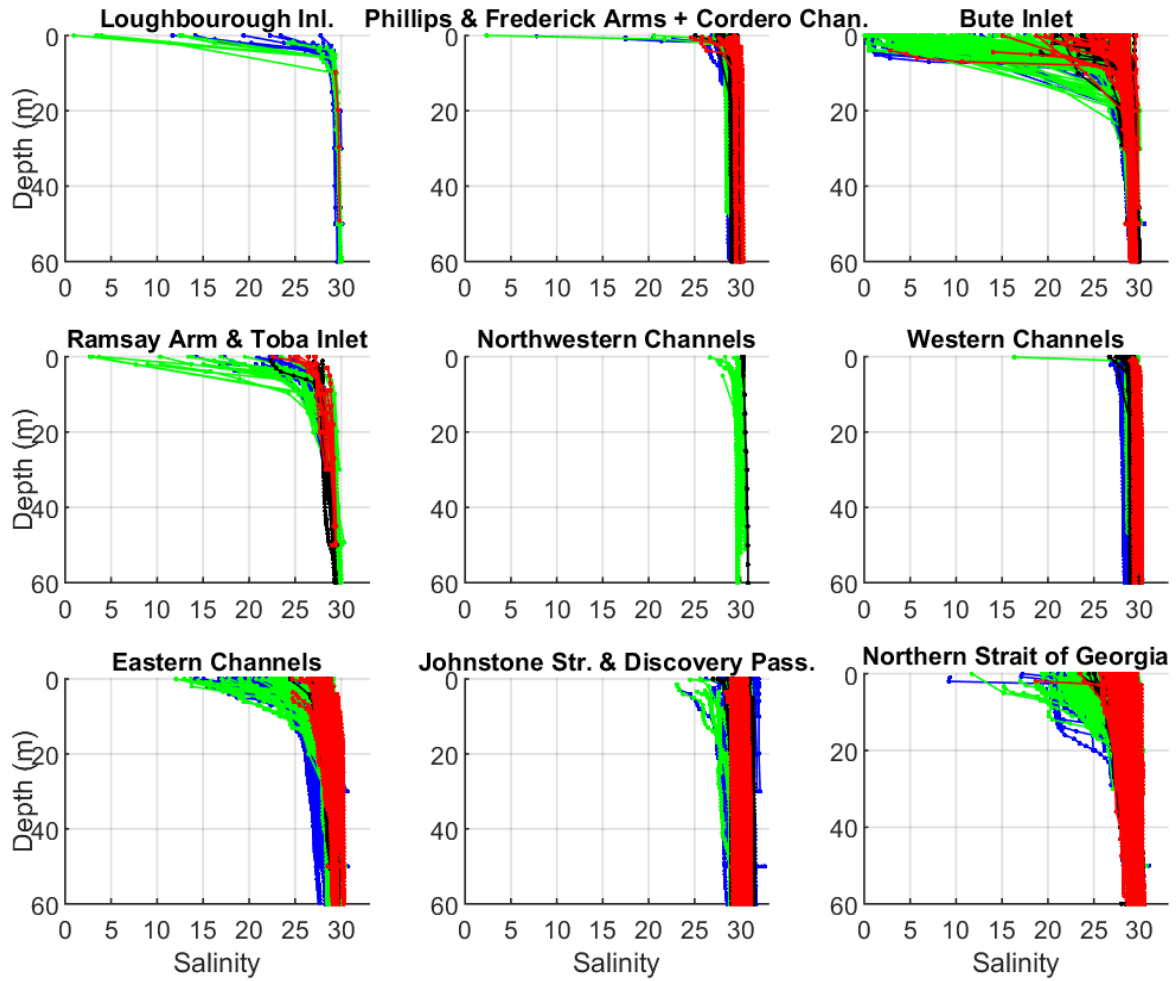 Loughbourough Inl.
Phillips & Frederick Arms + Cordero Chan.
Bute Inlet
Depth (m)
0
20
40
60
0 5 10 15 20 25 30
0
20
40
60
0 5 10 15 20 25 30
0
20
40
60
0 5 10 15 20 25 30
Ramsay Arm & Toba Inlet
Northwestern Channels
Western Channels
Depth (m)
0
20
40
60
0 5 10 15 20 25 30
0
20
40
60
0 5 10 15 20 25 30
0
20
40
60
0 5 10 15 20 25 30
Eastern Channels
Johnstone Str. & Discovery Pass.
Northern Strait of Georgia
Depth (m)
0
20
40
60
0 5 10 15 20 25 30
Salinity
0
20
40
60
0 5 10 15 20 25 30
Salinity
0
20
40
60
0 5 10 15 20 25 30
Salinity